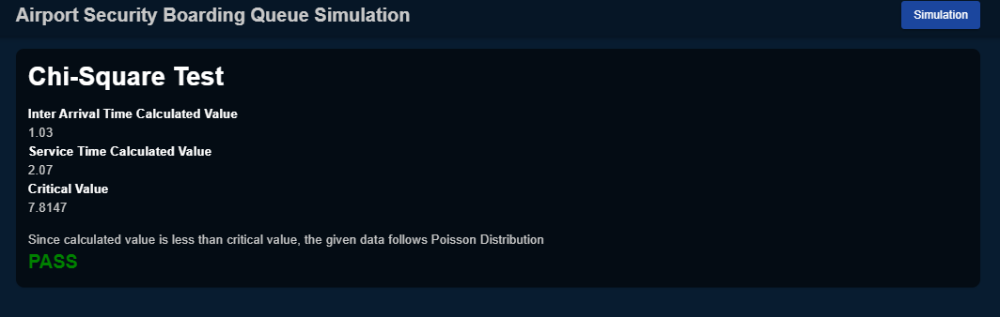 Airport Security Boarding Queue Simulation
Simulation
Chi-Square Test
Inter Arrival Time Calculated Value
1.03
Service Time Calculated Value
2.07
Critical Value
7.8147
Since calculated value is less than critical value, the given data follows Poisson Distribution
PASS